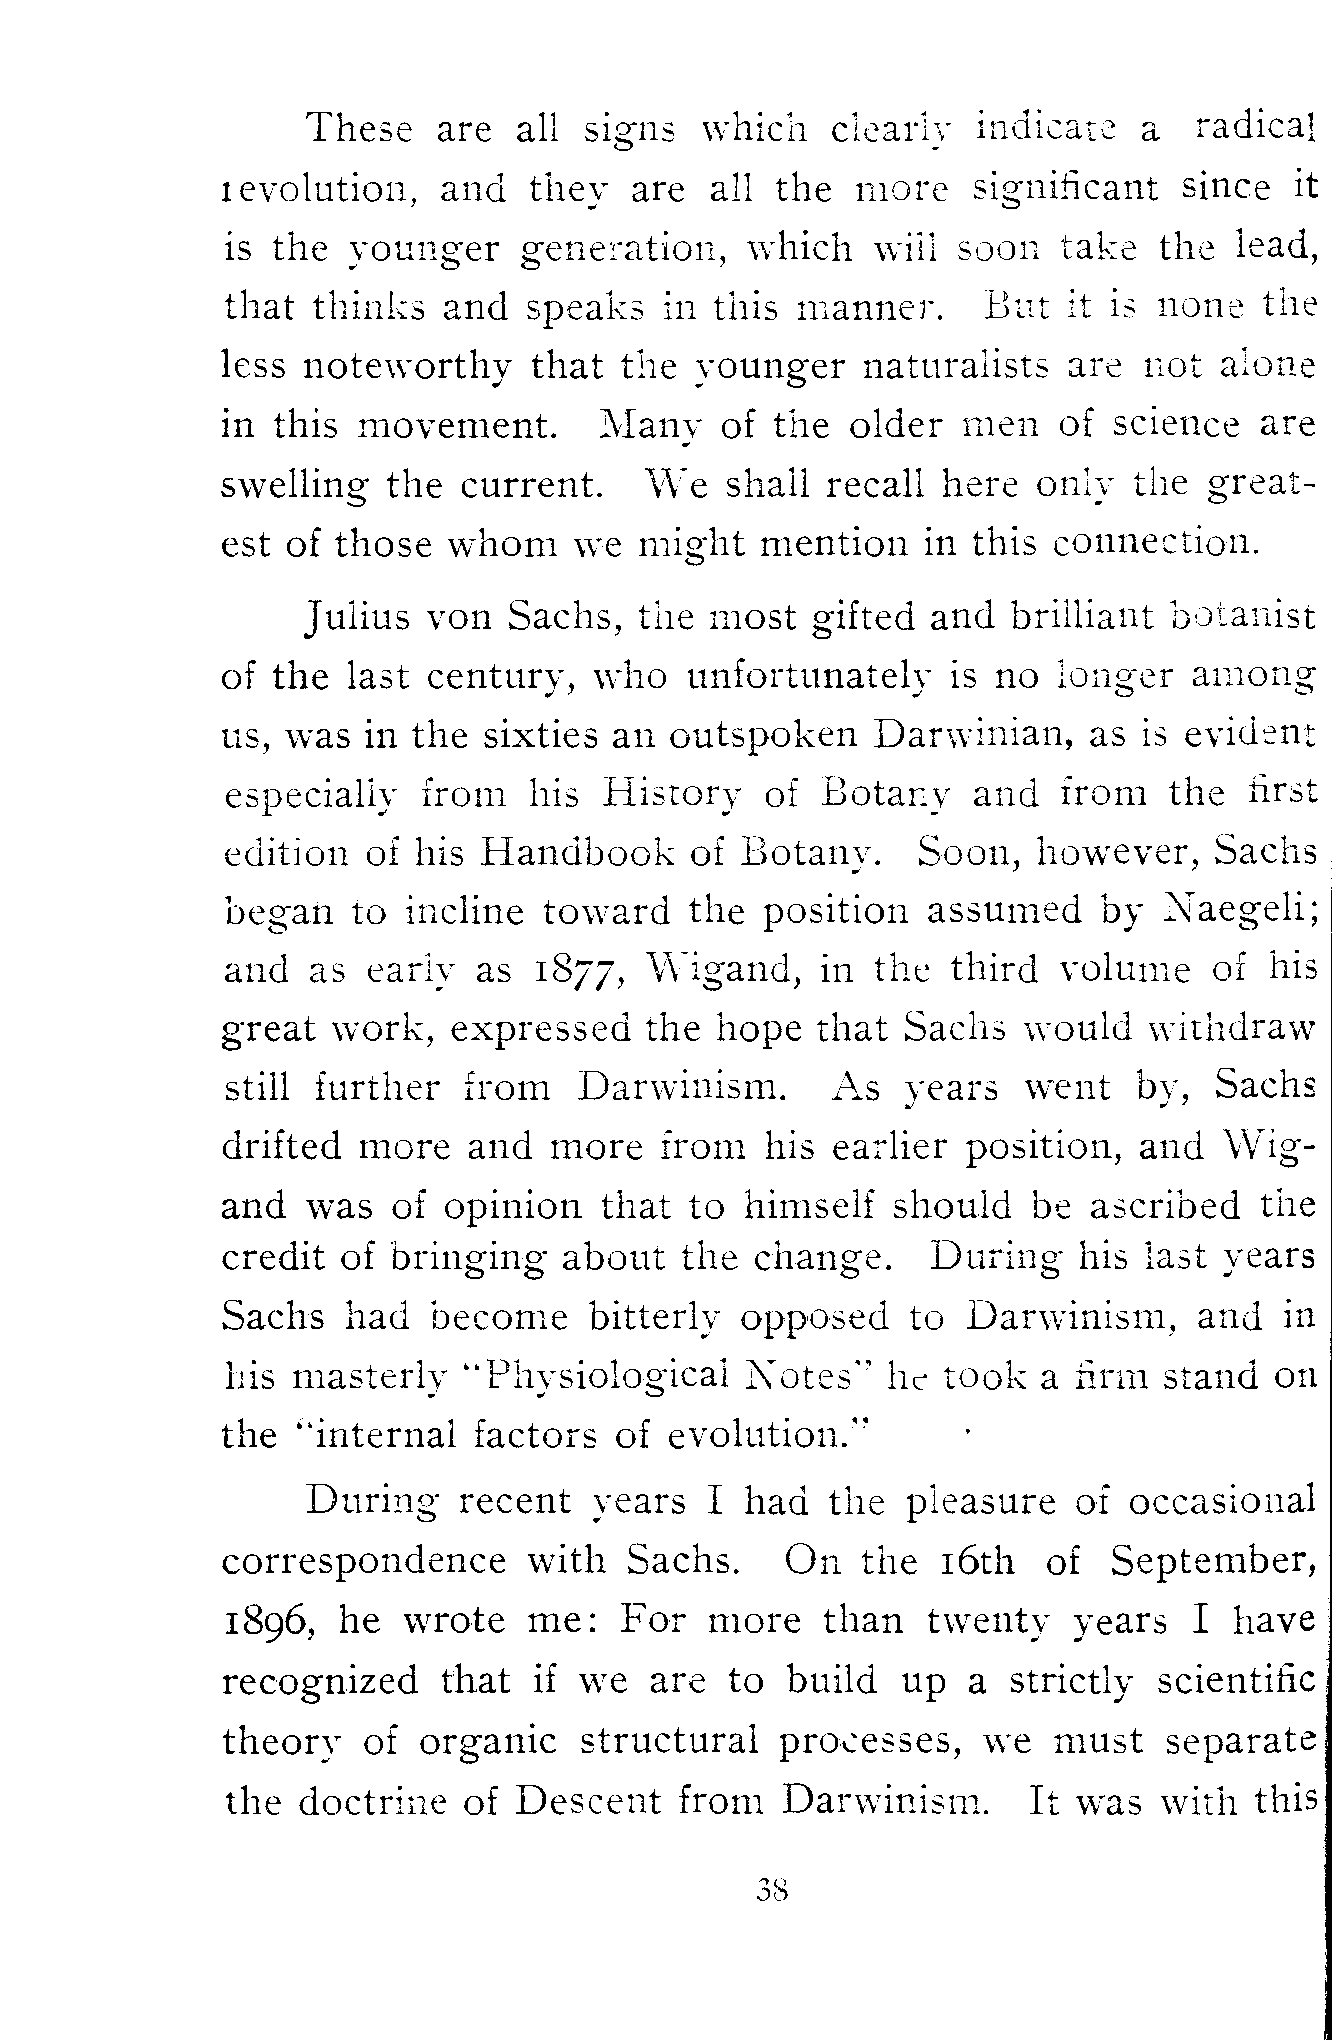 These are all signs which clearly indicate a radical
revolution, and they are all the more significant since it
is the younger generation, which will soon take the lead,
that thinks and speaks in this manner. But it is none the
less noteworthy that the younger naturalists are not alone
in this movement. Many of the older men of science are
swelling the current. We shall recall here only the great-
est of those whom we might mention in this connection.
Julius von Sachs, the most gifted and brilliant botanist
of the last century, who unfortunately is no longer among
us, was in the sixties an outspoken Darwinian, as is evident
especially from his History of Botany and from the first
edition of his Handbook of Botany. Soon, however, Sachs
began to incline toward the position assumed by Naegeli;
and as early as 1877, Wigand, in the third volume of his
great work, expressed the hope that Sachs would withdraw
still further from Darwinism. As years went by, Sachs
drifted more and more from his earlier position, and Wig-
and was of opinion that to himself should be ascribed the
credit of bringing about the change. During his last years
Sachs had become bitterly opposed to Darwinism, and in
his masterly "Physiological Notes" he took a firm stand on
the "internal factors of evolution."
During recent years I had the pleasure of occasional
correspondence with Sachs. On the 16th of September,
1896, he wrote me: For more than twenty years I have
recognized that if we are to build up a strictly scientific
theory of organic structural processes, we must separate
the doctrine of Descent from Darwinism. It was with this
38